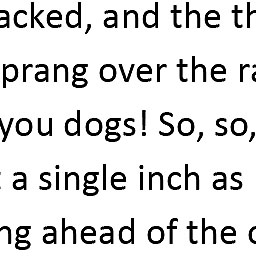 acked, and the th
prang over the ra
you dogs! So, so,
a single inch as
ng ahead of the